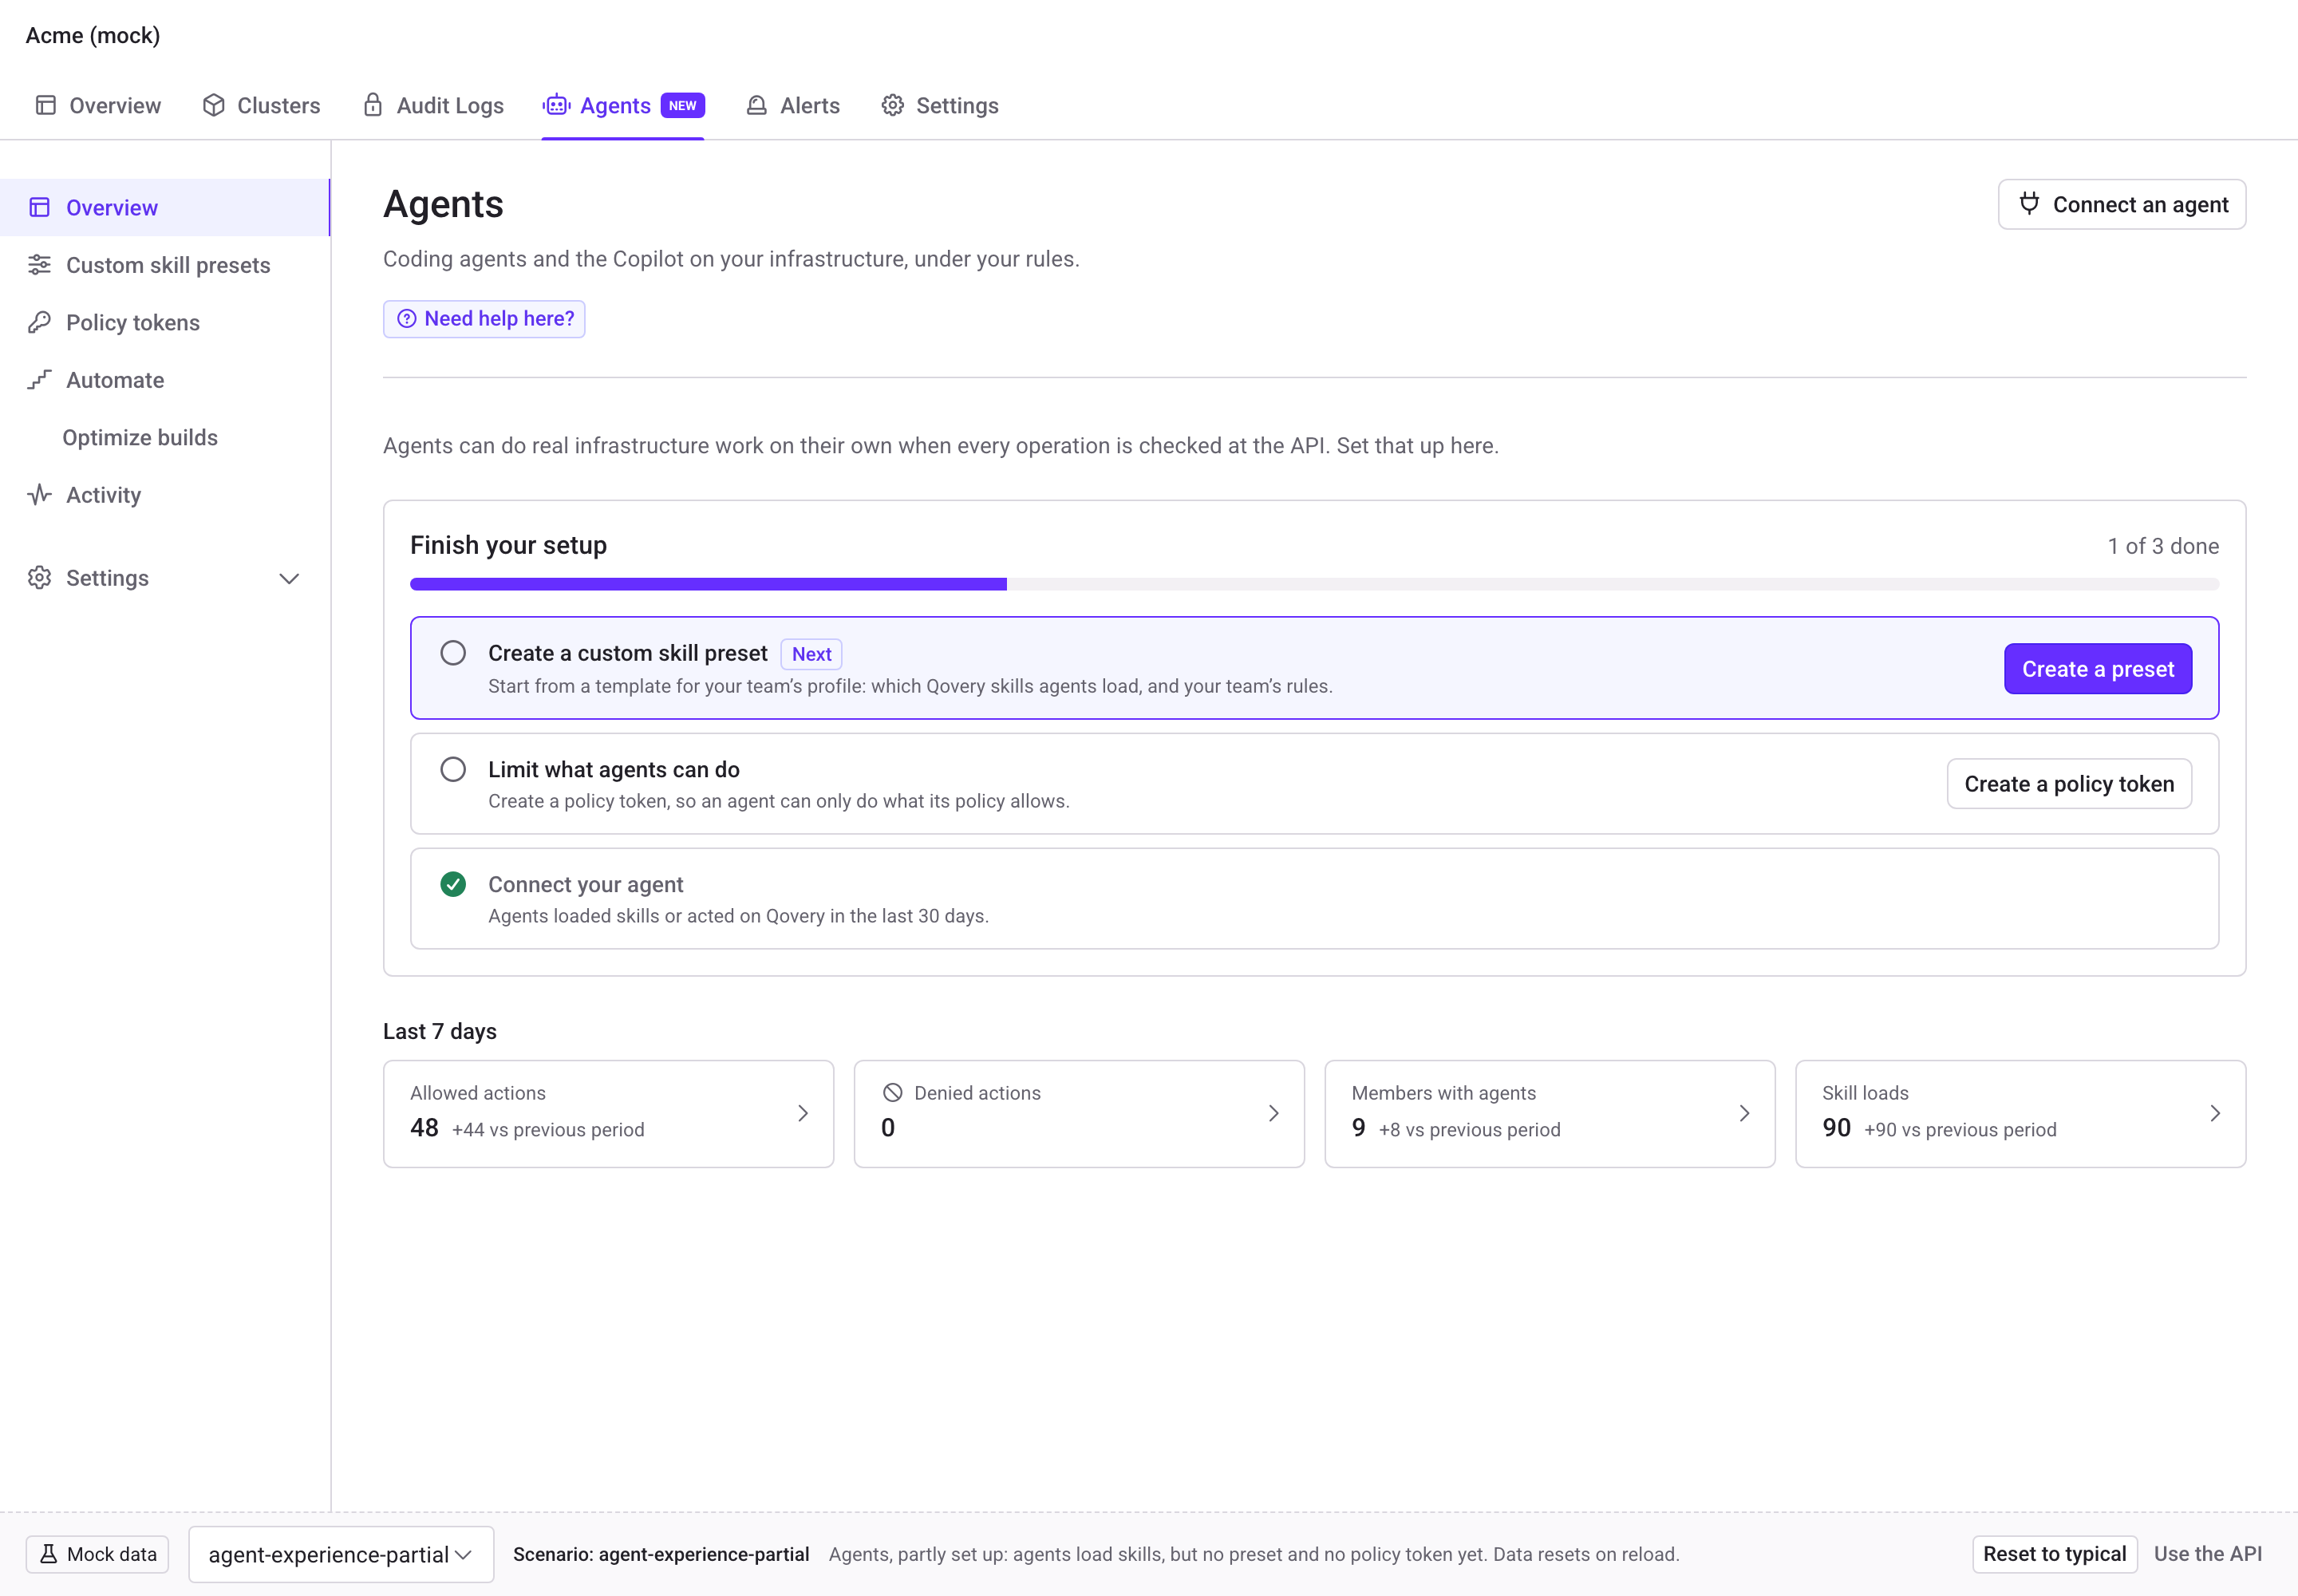 Acme (mock)
Overview
Clusters
Audit Logs
Agents NEW
Alerts
Settings
Overview
Custom skill presets
Policy tokens
Automate
Optimize builds
Activity
Settings
Agents
Connect an agent
Coding agents and the Copilot on your infrastructure, under your rules.
Need help here?
Agents can do real infrastructure work on their own when every operation is checked at the API. Set that up here.
Finish your setup
1 of 3 done
Create a custom skill preset Next
Start from a template for your team’s profile: which Qovery skills agents load, and your team’s rules.
Create a preset
Limit what agents can do
Create a policy token, so an agent can only do what its policy allows.
Create a policy token
Connect your agent
Agents loaded skills or acted on Qovery in the last 30 days.
Last 7 days
Allowed actions
48 +44 vs previous period
Denied actions
0
Members with agents
9 +8 vs previous period
Skill loads
90 +90 vs previous period
Mock data
agent-experience-partial
Scenario: agent-experience-partial
Agents, partly set up: agents load skills, but no preset and no policy token yet. Data resets on reload.
Reset to typical
Use the API